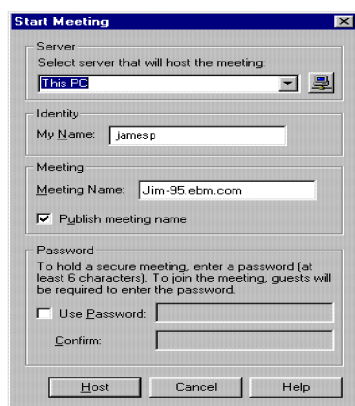 Start Meeting
Server
Select server that will host the meeting:
This PC
Identity
My Name: jamesp
Meeting
Meeting Name: Jim-95.ebm.com
Publish meeting name
Password
To hold a secure meeting, enter a password (at
least 6 characters). To join the meeting, guests will
be required to enter the password.
Use Password:
Confirm:
Host Cancel Help